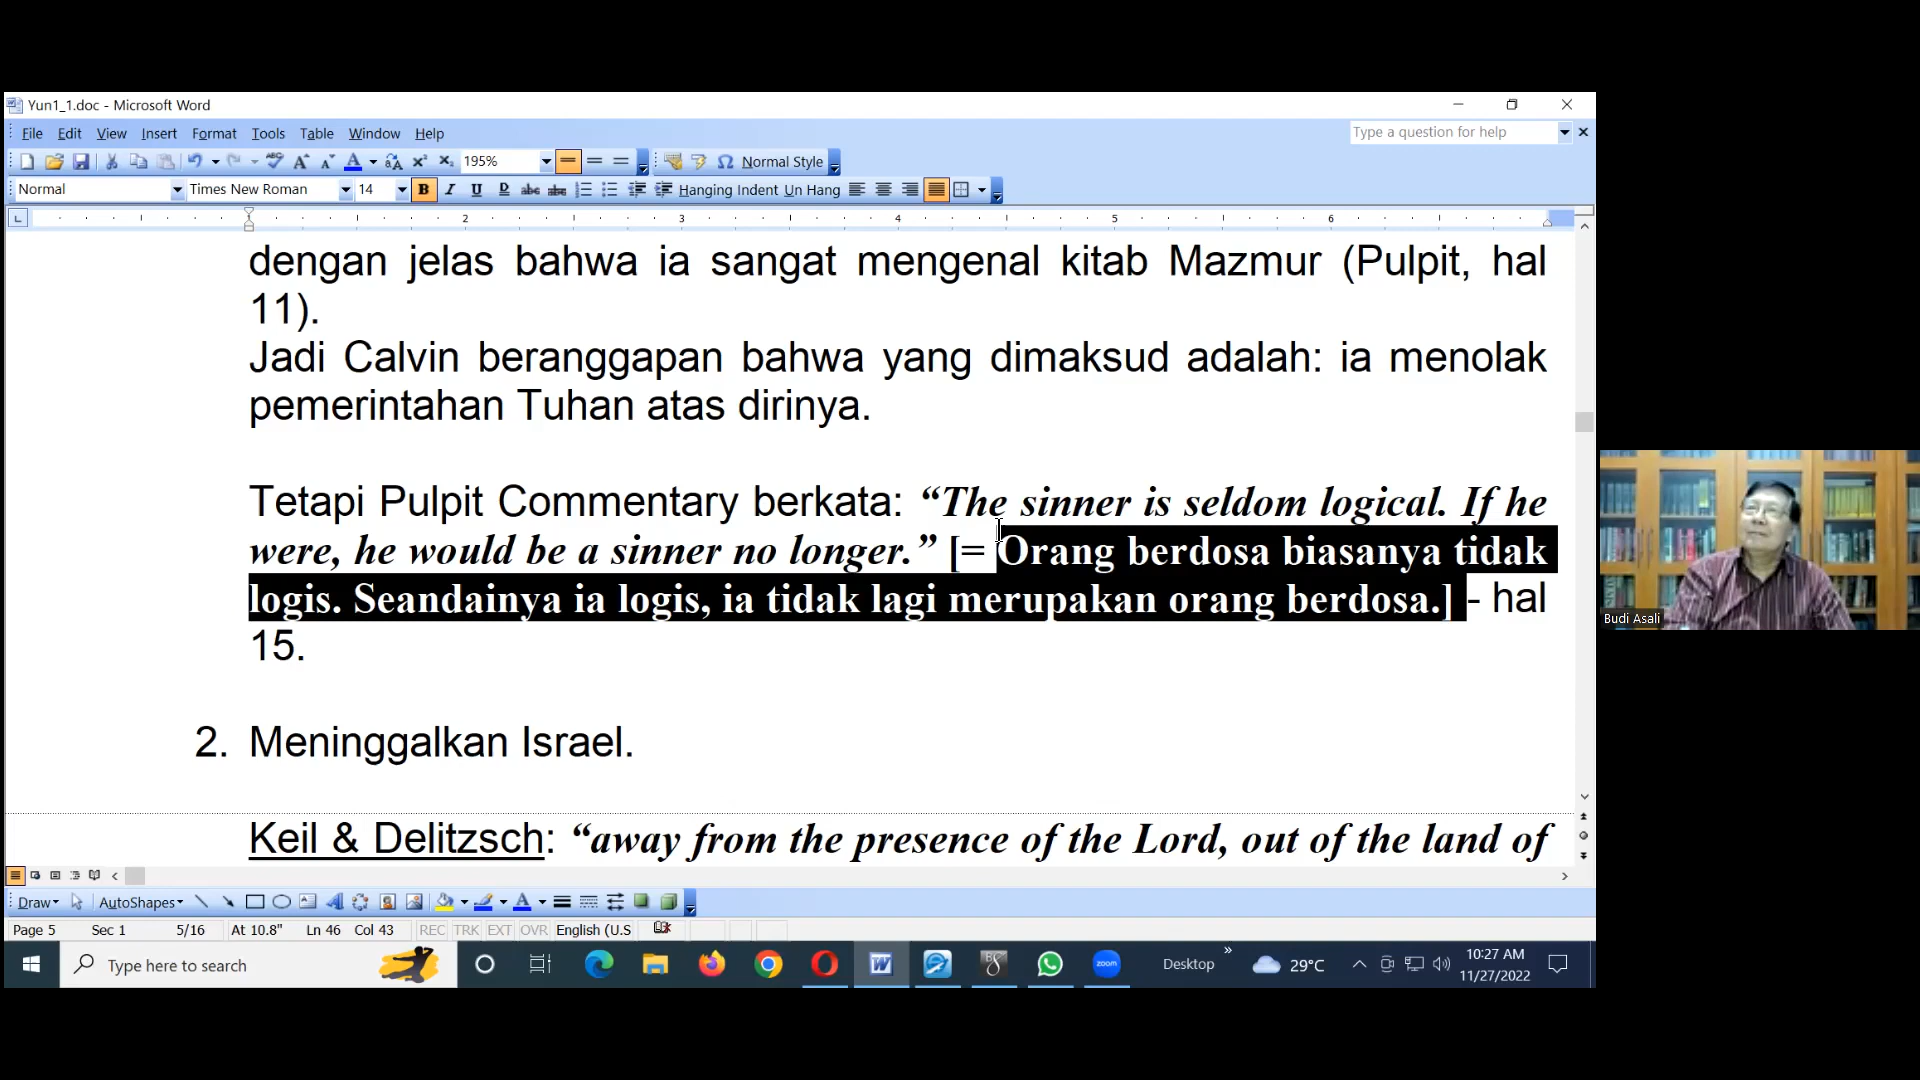 Yun1_1.doc - Microsoft Word
File Edit View Insert Format Tools Table Window Help
Type a question for help
195%
Normal Style
Normal
Times New Roman
14
Hanging Indent Un Hang
2 3 4 5 6
dengan jelas bahwa ia sangat mengenal kitab Mazmur (Pulpit, hal
11).
Jadi Calvin beranggapan bahwa yang dimaksud adalah: ia menolak
pemerintahan Tuhan atas dirinya.
Tetapi Pulpit Commentary berkata: “The sinner is seldom logical. If he
were, he would be a sinner no longer.” [= Orang berdosa biasanya tidak
logis. Seandainya ia logis, ia tidak lagi merupakan orang berdosa.] - hal
15.
2. Meninggalkan Israel.
Keil & Delitzsch: “away from the presence of the Lord, out of the land of
Budi Asali
Draw AutoShapes
Page 5 Sec 1 5/16 At 10.8" Ln 46 Col 43 REC TRK EXT OVR English (U.S
Type here to search
zoom
Desktop
29°C
10:27 AM
11/27/2022